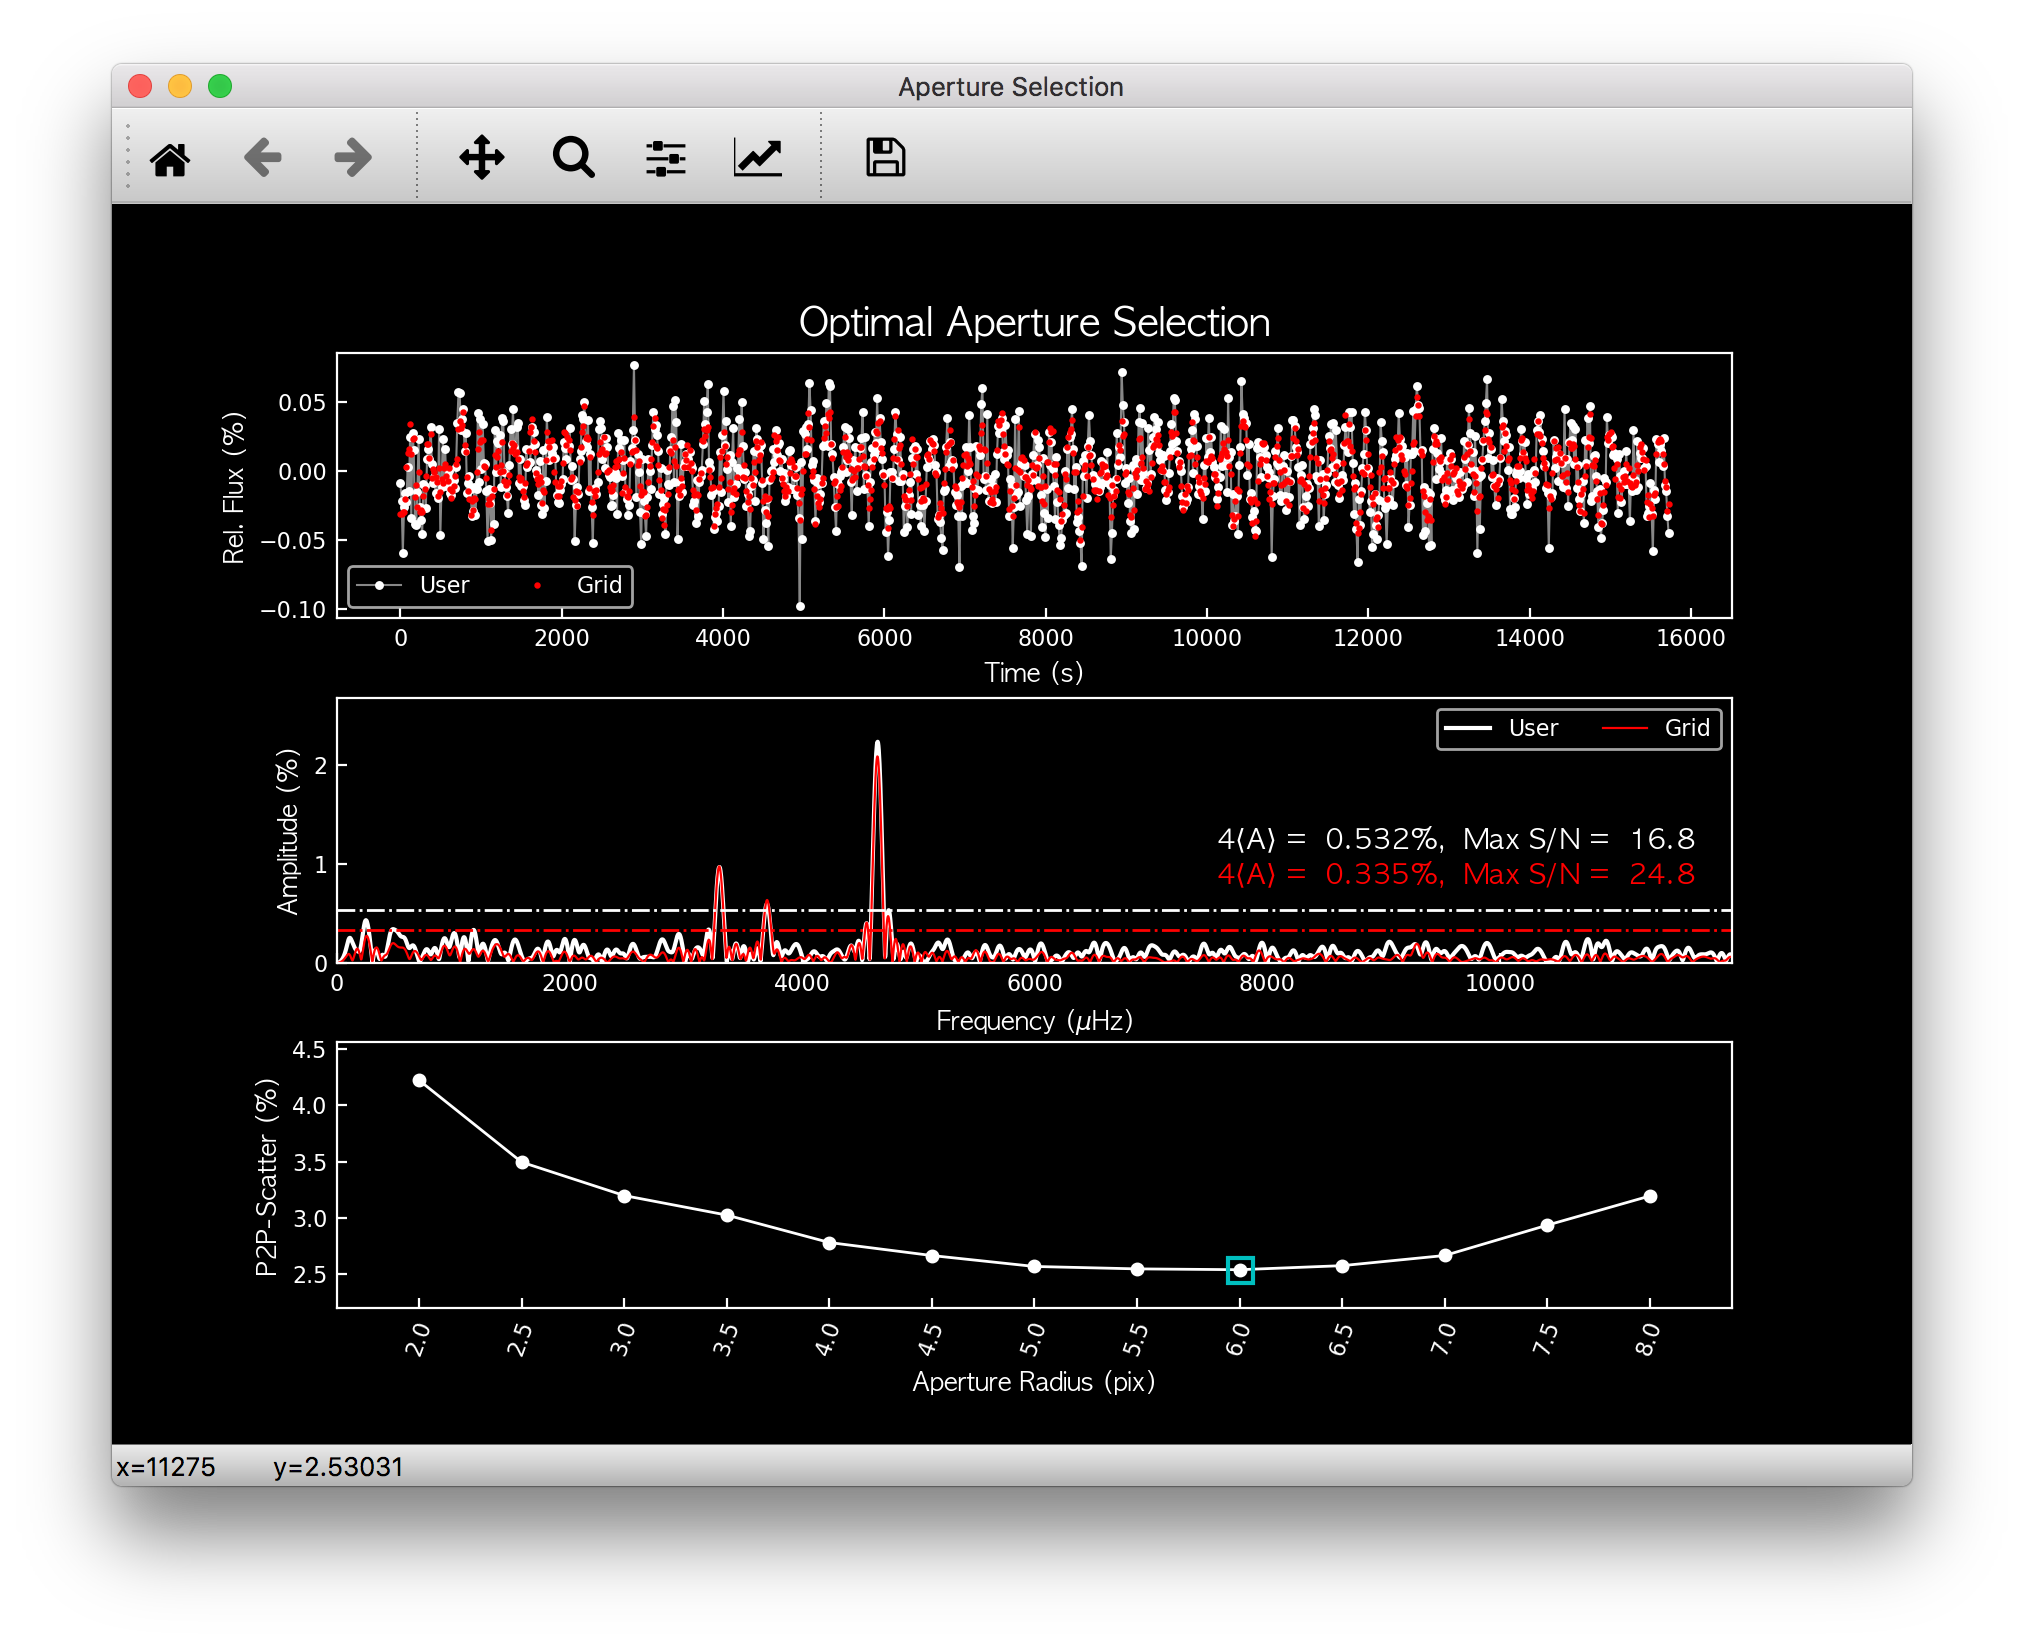 Aperture Selection
Optimal Aperture Selection
Rel. Flux (%)
0.05
0.00
−0.05
−0.10
User Grid
0 2000 4000 6000 8000 10000 12000 14000 16000
Time (s)
Amplitude (%)
2
1
0
User Grid
4⟨A⟩ = 0.532%, Max S/N = 16.8
4⟨A⟩ = 0.335%, Max S/N = 24.8
0 2000 4000 6000 8000 10000
Frequency (μHz)
P2P-Scatter (%)
4.5
4.0
3.5
3.0
2.5
2.0 2.5 3.0 3.5 4.0 4.5 5.0 5.5 6.0 6.5 7.0 7.5 8.0
Aperture Radius (pix)
x=11275 y=2.53031